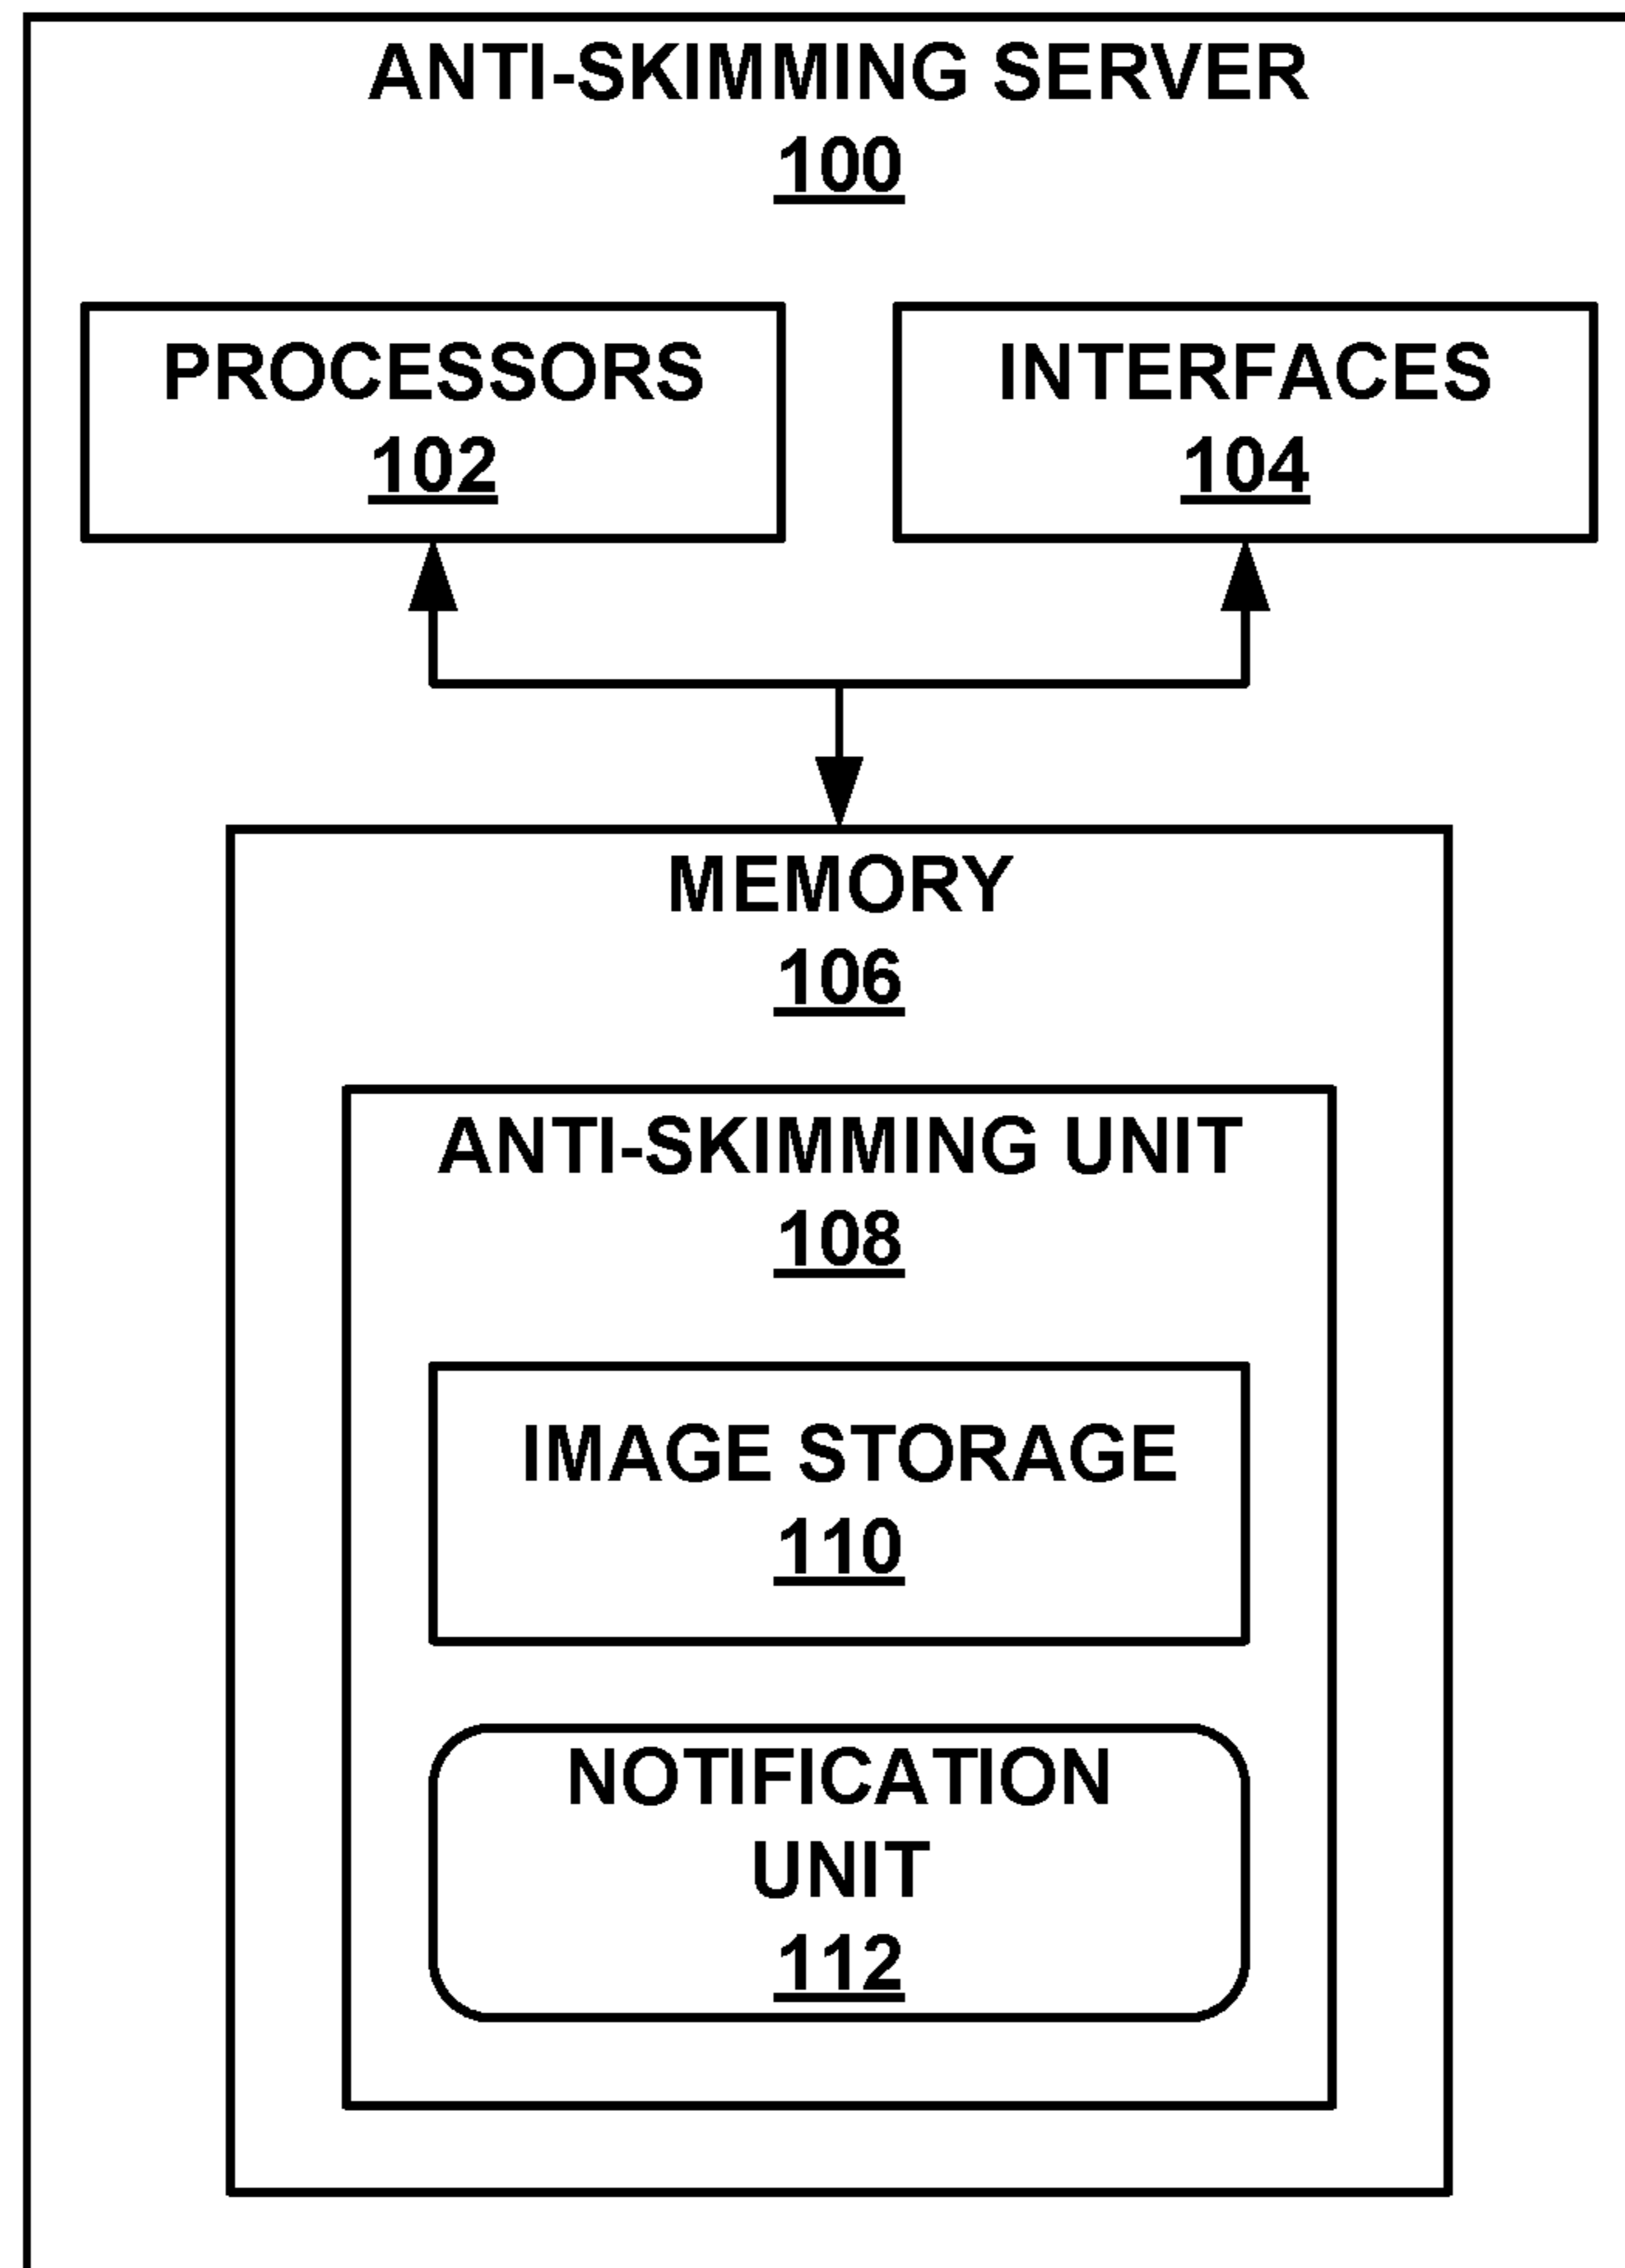 ANTI-SKIMMING SERVER
100
PROCESSORS
102
INTERFACES
104
MEMORY
106
ANTI-SKIMMING UNIT
108
IMAGE STORAGE
110
NOTIFICATION
UNIT
112